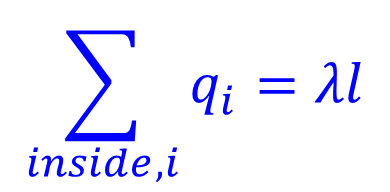 ∑ q_i = λl
inside,i